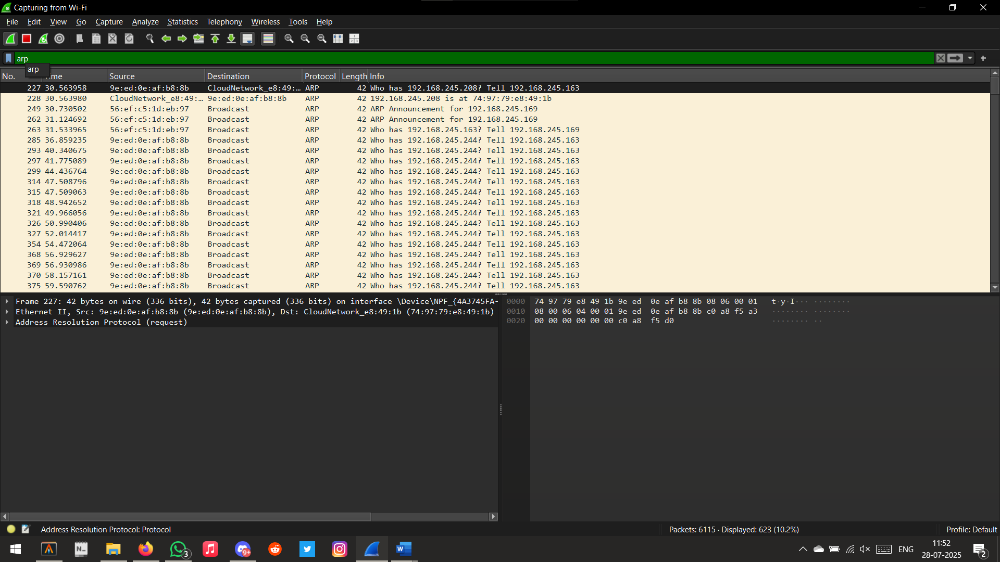 Capturing from Wi-Fi
File Edit View Go Capture Analyze Statistics Telephony Wireless Tools Help
arp
arp
No. Source Destination Protocol Length Info
227 30.563958 9e:ed:0e:af:b8:8b CloudNetwork_e8:49:… ARP 42 Who has 192.168.245.208? Tell 192.168.245.163
228 30.563980 CloudNetwork_e8:49:… 9e:ed:0e:af:b8:8b ARP 42 192.168.245.208 is at 74:97:79:e8:49:1b
249 30.730502 56:ef:c5:1d:eb:97 Broadcast ARP 42 ARP Announcement for 192.168.245.169
262 31.124692 56:ef:c5:1d:eb:97 Broadcast ARP 42 ARP Announcement for 192.168.245.169
263 31.533965 56:ef:c5:1d:eb:97 Broadcast ARP 42 Who has 192.168.245.163? Tell 192.168.245.169
285 36.859235 9e:ed:0e:af:b8:8b Broadcast ARP 42 Who has 192.168.245.244? Tell 192.168.245.163
293 40.340675 9e:ed:0e:af:b8:8b Broadcast ARP 42 Who has 192.168.245.244? Tell 192.168.245.163
297 41.775089 9e:ed:0e:af:b8:8b Broadcast ARP 42 Who has 192.168.245.244? Tell 192.168.245.163
299 44.436764 9e:ed:0e:af:b8:8b Broadcast ARP 42 Who has 192.168.245.244? Tell 192.168.245.163
314 47.508796 9e:ed:0e:af:b8:8b Broadcast ARP 42 Who has 192.168.245.244? Tell 192.168.245.163
315 47.509063 9e:ed:0e:af:b8:8b Broadcast ARP 42 Who has 192.168.245.244? Tell 192.168.245.163
318 48.942652 9e:ed:0e:af:b8:8b Broadcast ARP 42 Who has 192.168.245.244? Tell 192.168.245.163
321 49.966056 9e:ed:0e:af:b8:8b Broadcast ARP 42 Who has 192.168.245.244? Tell 192.168.245.163
326 50.990406 9e:ed:0e:af:b8:8b Broadcast ARP 42 Who has 192.168.245.244? Tell 192.168.245.163
327 52.014417 9e:ed:0e:af:b8:8b Broadcast ARP 42 Who has 192.168.245.244? Tell 192.168.245.163
354 54.472064 9e:ed:0e:af:b8:8b Broadcast ARP 42 Who has 192.168.245.244? Tell 192.168.245.163
368 56.929627 9e:ed:0e:af:b8:8b Broadcast ARP 42 Who has 192.168.245.244? Tell 192.168.245.163
369 56.930986 9e:ed:0e:af:b8:8b Broadcast ARP 42 Who has 192.168.245.244? Tell 192.168.245.163
370 58.157161 9e:ed:0e:af:b8:8b Broadcast ARP 42 Who has 192.168.245.244? Tell 192.168.245.163
375 59.590762 9e:ed:0e:af:b8:8b Broadcast ARP 42 Who has 192.168.245.244? Tell 192.168.245.163
Frame 227: 42 bytes on wire (336 bits), 42 bytes captured (336 bits) on interface \Device\NPF_{4A3745FA-
Ethernet II, Src: 9e:ed:0e:af:b8:8b (9e:ed:0e:af:b8:8b), Dst: CloudNetwork_e8:49:1b (74:97:79:e8:49:1b)
Address Resolution Protocol (request)
0000 74 97 79 e8 49 1b 9e ed 0e af b8 8b 08 06 00 01 t·y·I··· ········
0010 08 00 06 04 00 01 9e ed 0e af b8 8b c0 a8 f5 a3 ········ ········
0020 00 00 00 00 00 00 c0 a8 f5 d0 ········ ··
Address Resolution Protocol: Protocol
Packets: 6115 · Displayed: 623 (10.2%)
Profile: Default
N
3
9+
W
ENG
11:52
28-07-2025
2